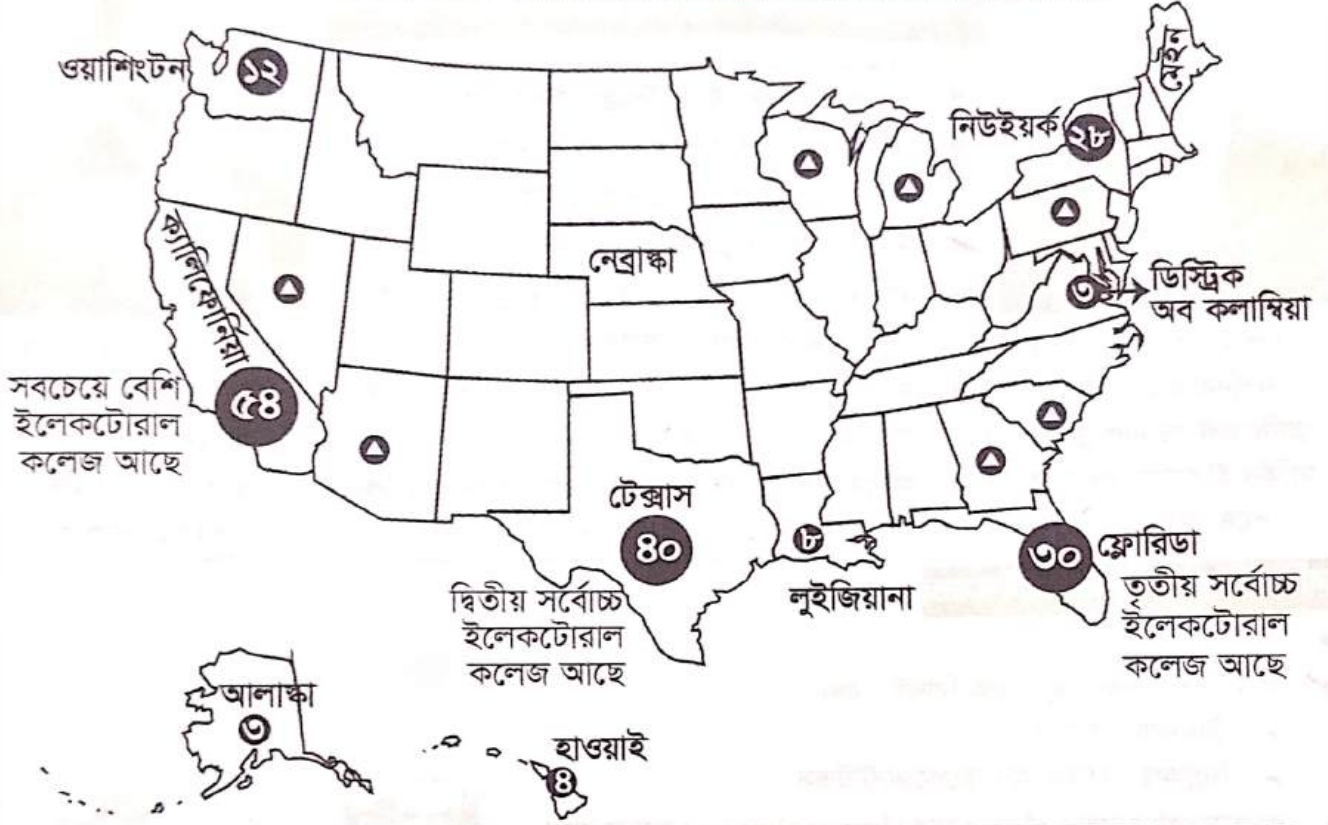 মেইন
ওয়াশিংটন
১২
নিউইয়র্ক
২৮
ক্যালিফোর্নিয়া
নেব্রাস্কা
৩
ডিস্ট্রিক
অব কলাম্বিয়া
সবচেয়ে বেশি
ইলেকটোরাল
কলেজ আছে
৫৪
টেক্সাস
৪০
দ্বিতীয় সর্বোচ্চ
ইলেকটোরাল
কলেজ আছে
৮
লুইজিয়ানা
৩০
ফ্লোরিডা
তৃতীয় সর্বোচ্চ
ইলেকটোরাল
কলেজ আছে
আলাস্কা
৩
হাওয়াই
৪